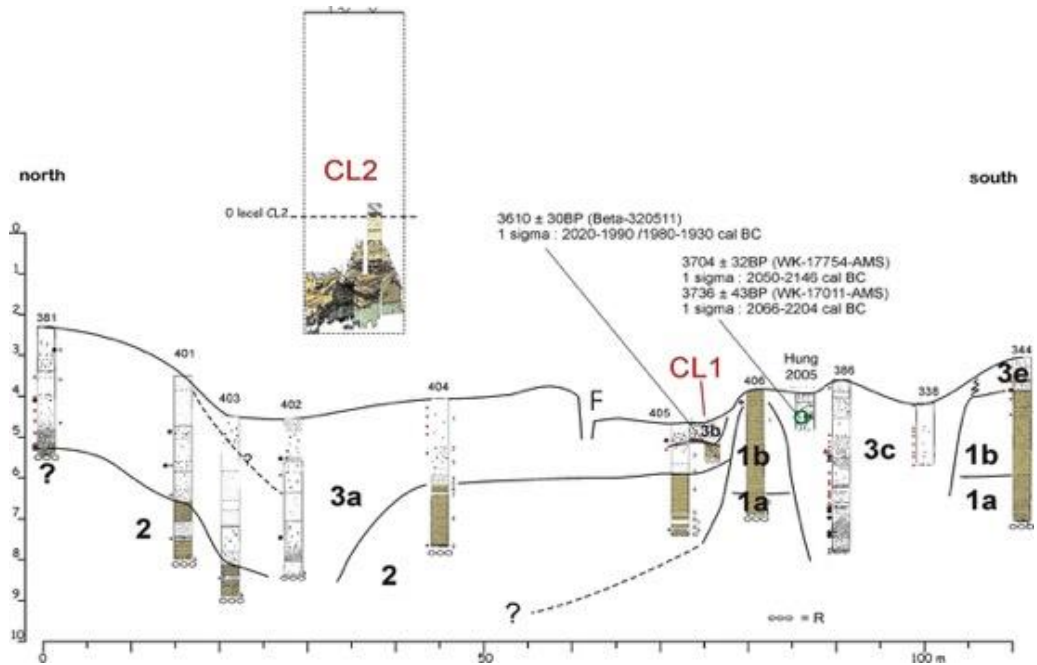 CL2
north
south
0 local CL2
3610 ± 30BP (Beta-320511)
1 sigma : 2020-1990 /1980-1930 cal BC
3704 ± 32BP (WK-17754-AMS)
1 sigma : 2050-2146 cal BC
3736 ± 43BP (WK-17011-AMS)
1 sigma : 2066-2204 cal BC
0
1
2
3
4
5
6
7
8
9
10
381
401
403
402
404
F
405
CL1
406
Hung
2005
386
338
344
3e
3b
3c
1b
1a
1b
1a
?
2
?
3a
2
?
= R
0
50
100 m